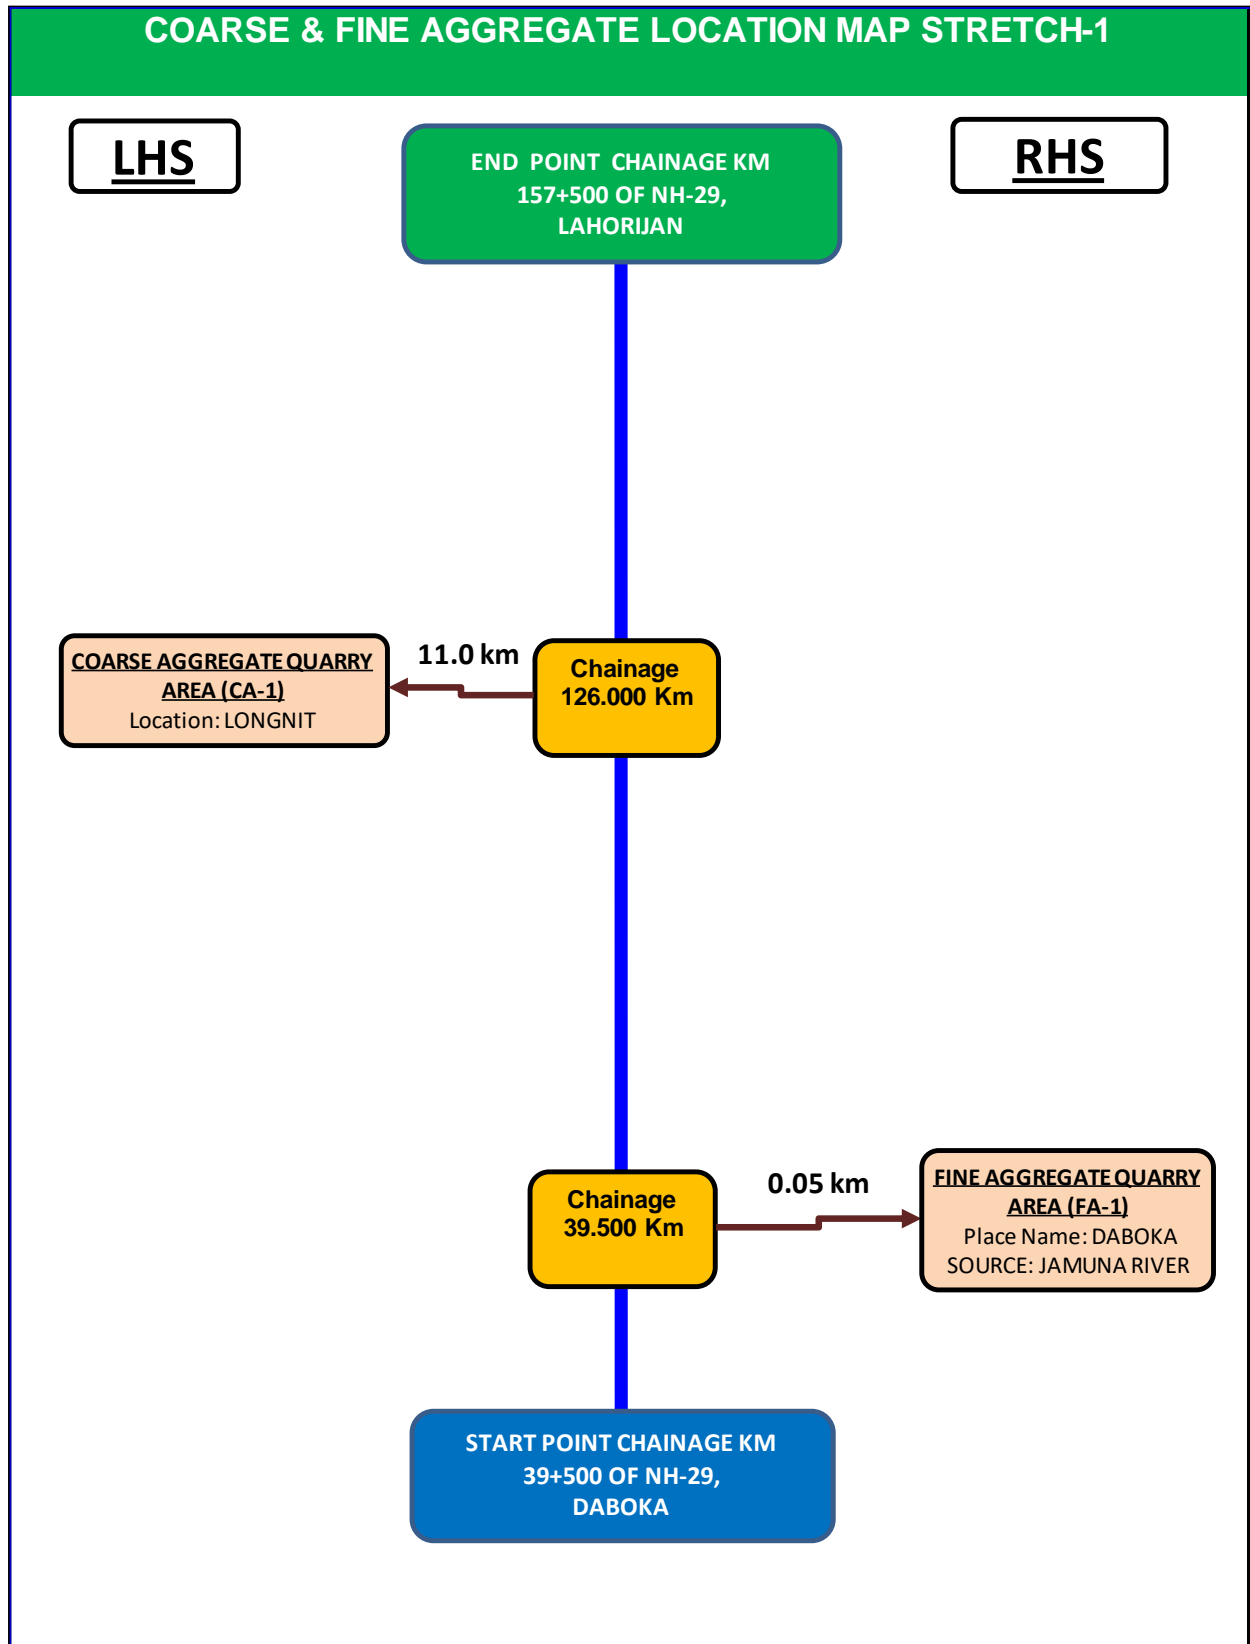 COARSE & FINE AGGREGATE LOCATION MAP STRETCH-1
LHS
RHS
END POINT CHAINAGE KM
157+500 OF NH-29,
LAHORIJAN
11.0 km
COARSE AGGREGATE QUARRY
AREA (CA-1)
Location: LONGNIT
Chainage
126.000 Km
0.05 km
Chainage
39.500 Km
FINE AGGREGATE QUARRY
AREA (FA-1)
Place Name: DABOKA
SOURCE: JAMUNA RIVER
START POINT CHAINAGE KM
39+500 OF NH-29,
DABOKA